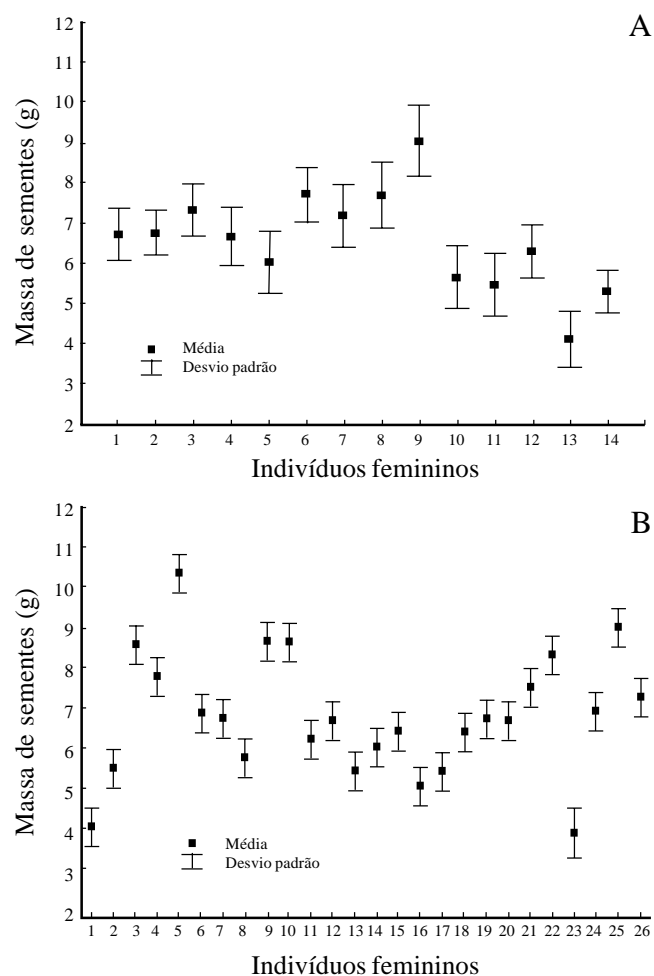 A
12
11
10
9
8
7
6
5
4
3
2
Massa de sementes (g)
Média
Desvio padrão
1 2 3 4 5 6 7 8 9 10 11 12 13 14
Indivíduos femininos
B
12
11
10
9
8
7
6
5
4
3
2
Massa de sementes (g)
Média
Desvio padrão
1 2 3 4 5 6 7 8 9 10 11 12 13 14 15 16 17 18 19 20 21 22 23 24 25 26
Indivíduos femininos